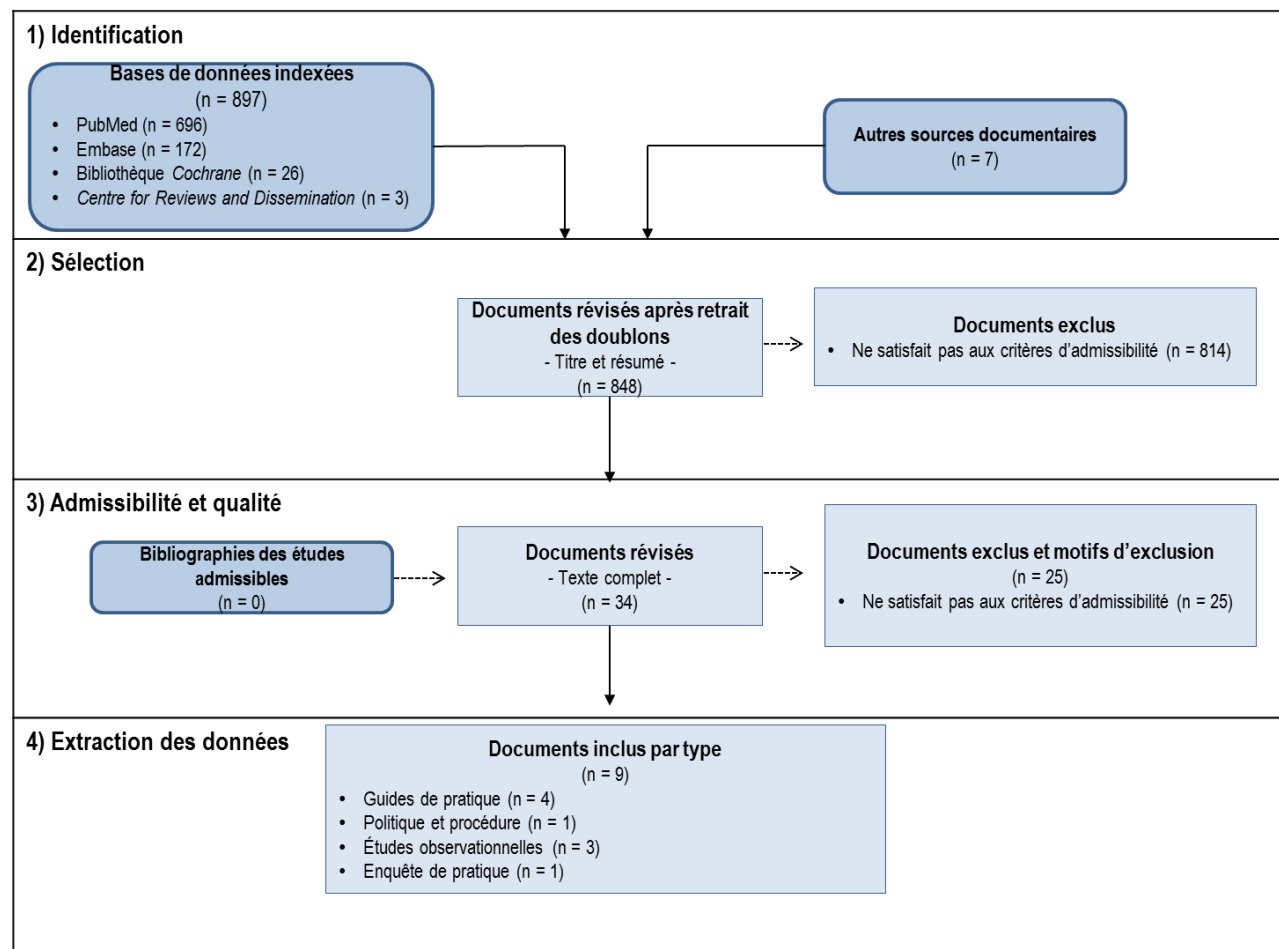 1) Identification
Bases de données indexées
(n = 897)
• PubMed (n = 696)
• Embase (n = 172)
• Bibliothèque Cochrane (n = 26)
• Centre for Reviews and Dissemination (n = 3)
Autres sources documentaires
(n = 7)
2) Sélection
Documents révisés après retrait
des doublons
- Titre et résumé -
(n = 848)
Documents exclus
• Ne satisfait pas aux critères d’admissibilité (n = 814)
3) Admissibilité et qualité
Bibliographies des études
admissibles
(n = 0)
Documents révisés
- Texte complet -
(n = 34)
Documents exclus et motifs d’exclusion
(n = 25)
• Ne satisfait pas aux critères d’admissibilité (n = 25)
4) Extraction des données
Documents inclus par type
(n = 9)
• Guides de pratique (n = 4)
• Politique et procédure (n = 1)
• Études observationnelles (n = 3)
• Enquête de pratique (n = 1)